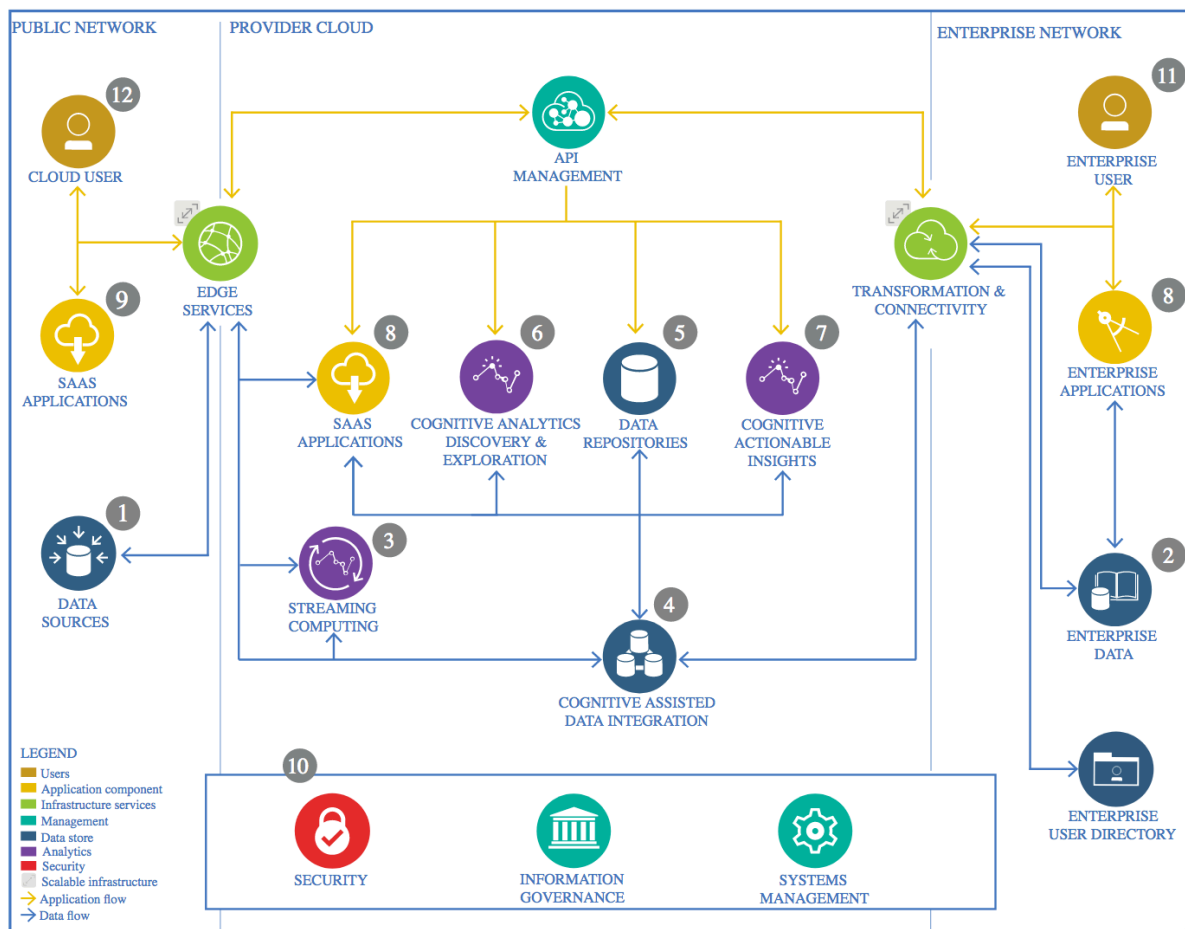 PUBLIC NETWORK
PROVIDER CLOUD
ENTERPRISE NETWORK
12
CLOUD USER
API
MANAGEMENT
11
ENTERPRISE
USER
EDGE
SERVICES
TRANSFORMATION &
CONNECTIVITY
9
SAAS
APPLICATIONS
8
SAAS
APPLICATIONS
6
COGNITIVE ANALYTICS
DISCOVERY &
EXPLORATION
5
DATA
REPOSITORIES
7
COGNITIVE
ACTIONABLE
INSIGHTS
8
ENTERPRISE
APPLICATIONS
1
DATA
SOURCES
3
STREAMING
COMPUTING
4
COGNITIVE ASSISTED
DATA INTEGRATION
2
ENTERPRISE
DATA
ENTERPRISE
USER DIRECTORY
10
SECURITY
INFORMATION
GOVERNANCE
SYSTEMS
MANAGEMENT
LEGEND
Users
Application component
Infrastructure services
Management
Data store
Analytics
Security
Scalable infrastructure
Application flow
Data flow